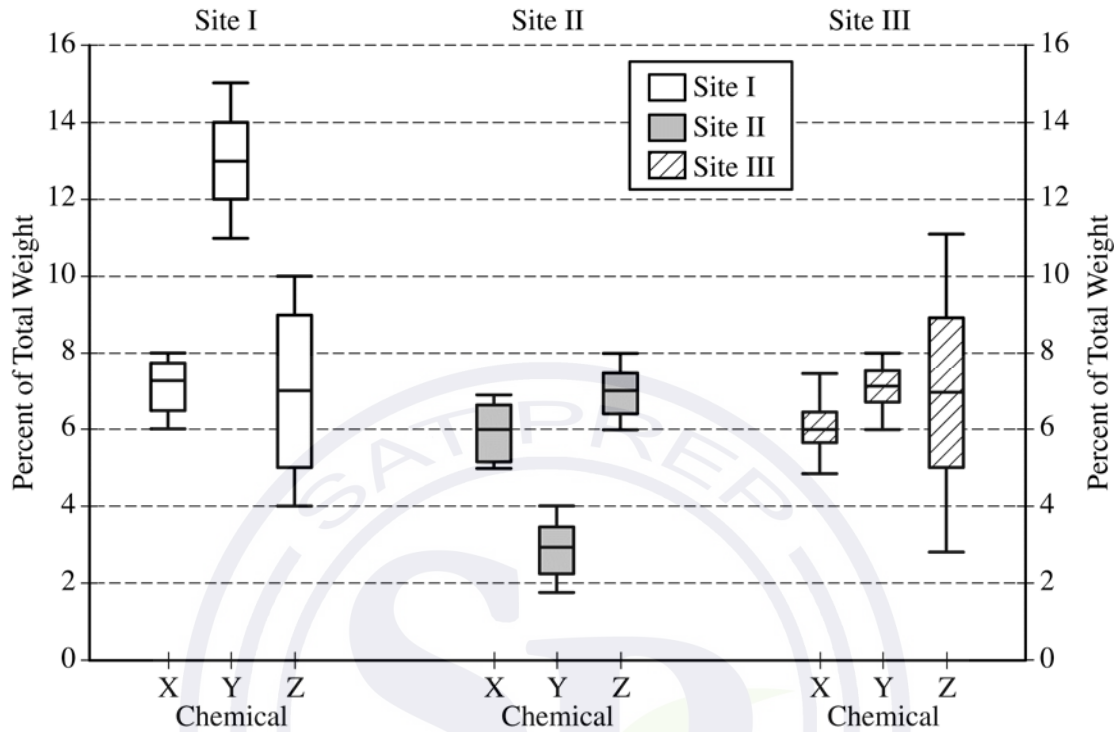 Site I Site II Site III
16 16
14 14
12 12
10 10
8 8
6 6
4 4
2 2
0 0
Percent of Total Weight
Percent of Total Weight
Site I
Site II
Site III
X Y Z X Y Z X Y Z
Chemical Chemical Chemical
SAT PREP